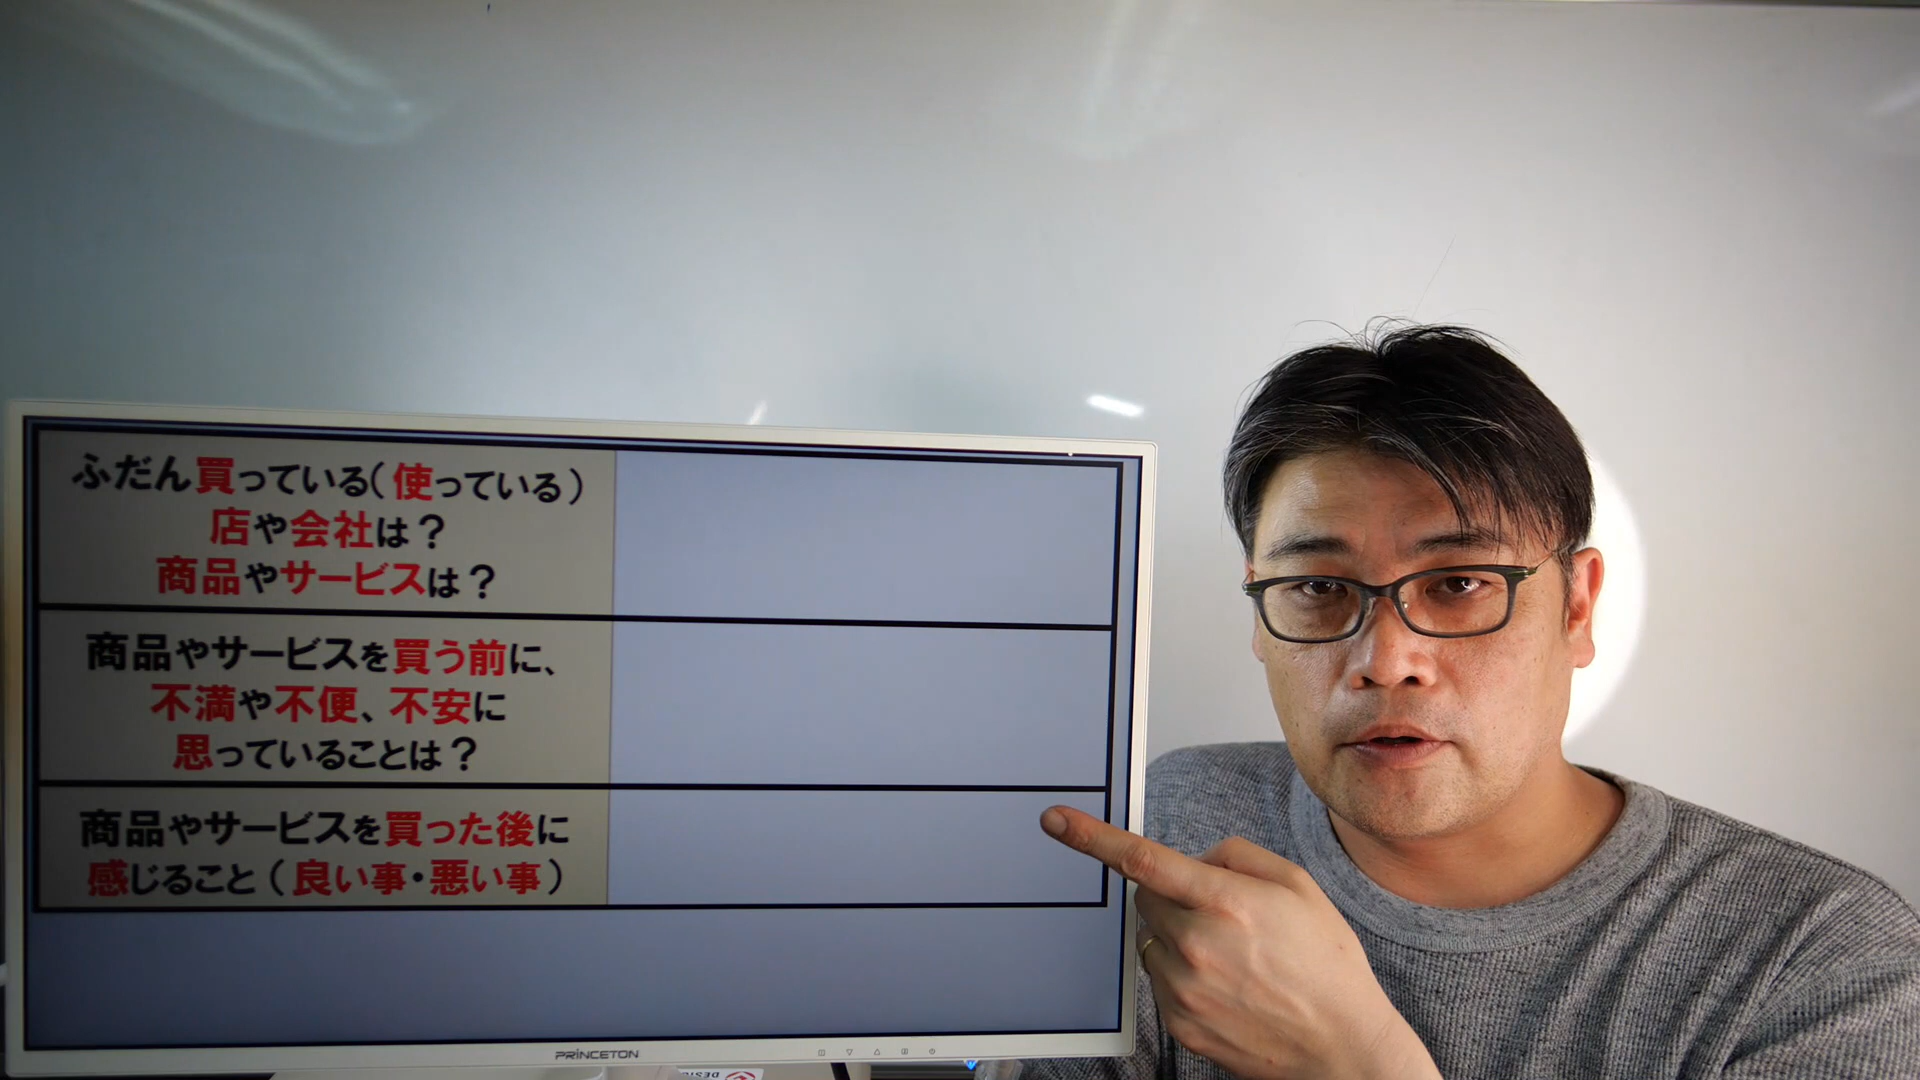 ふだん買っている(使っている)
店や会社は?
商品やサービスは?
商品やサービスを買う前に、
不満や不便、不安に
思っていることは?
商品やサービスを買った後に
感じること(良い事・悪い事)
PRINCETON